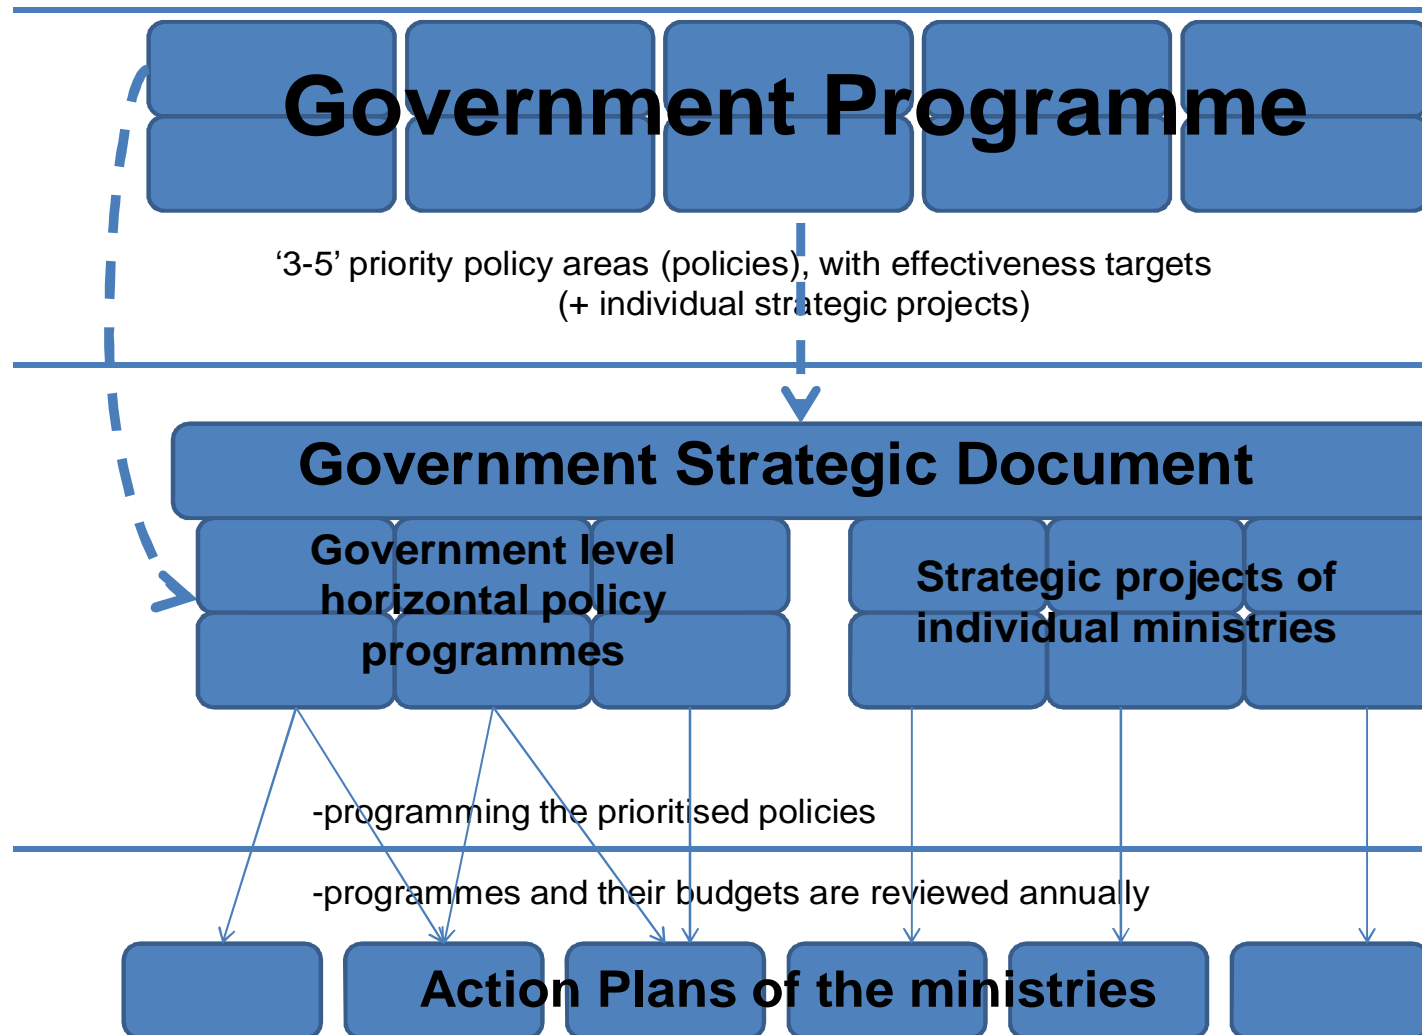 Government Programme
‘3-5’ priority policy areas (policies), with effectiveness targets
(+ individual strategic projects)
Government Strategic Document
Government level
horizontal policy
programmes
Strategic projects of
individual ministries
-programming the prioritised policies
-programmes and their budgets are reviewed annually
Action Plans of the ministries